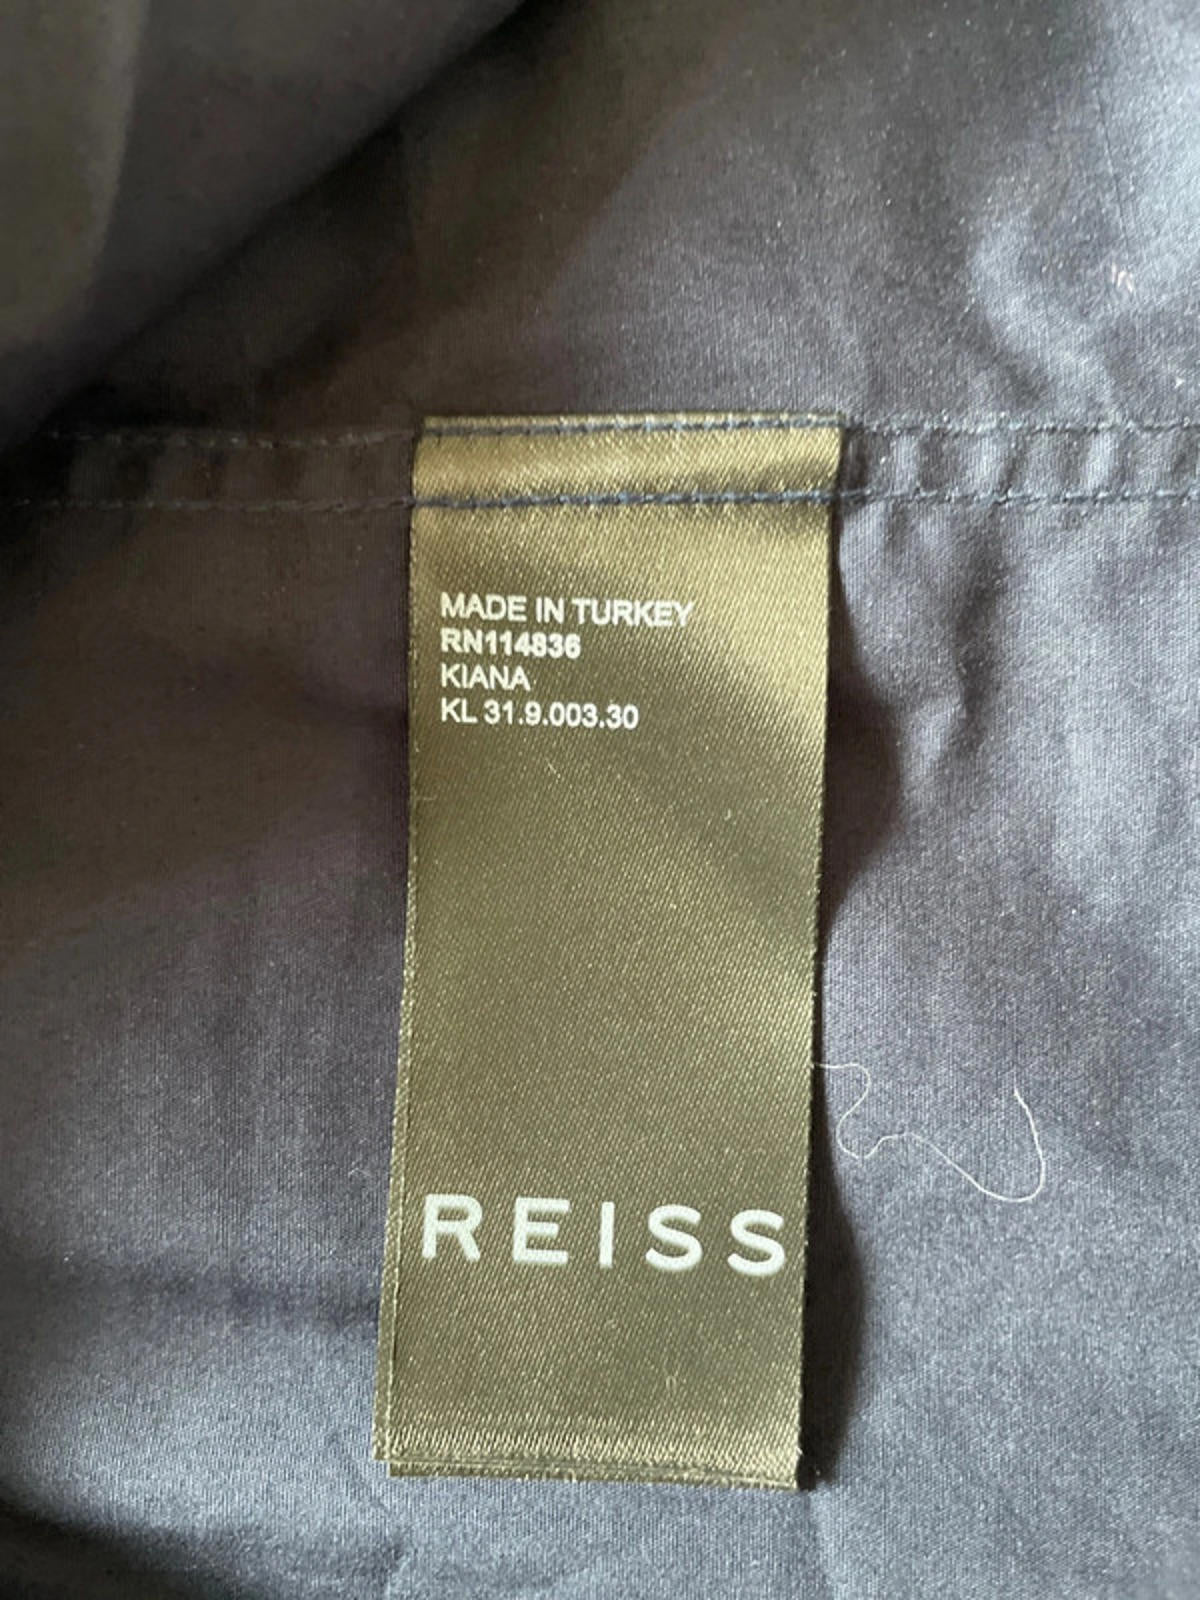 MADE IN TURKEY
RN114836
KIANA
KL 31.9.003.30
REISS